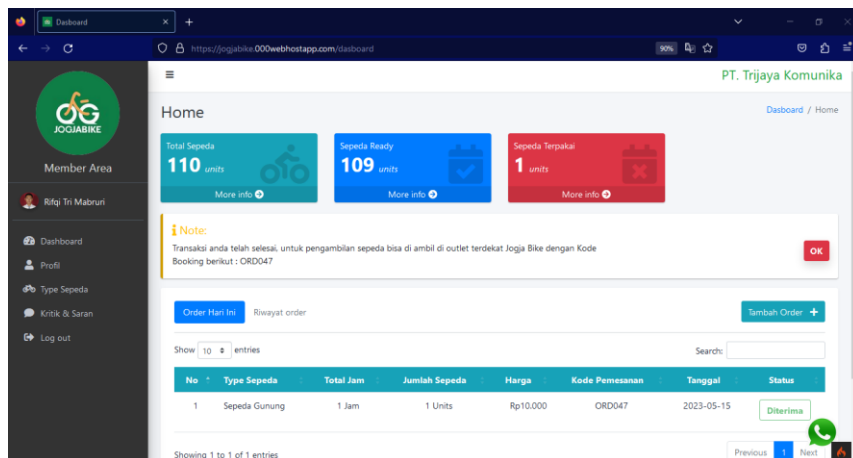 Dasboard
https://jogjabike.000webhostapp.com/dasboard
90%
JOGJABIKE
Member Area
Rifqi Tri Mabruri
Dashboard
Profil
Type Sepeda
Kritik & Saran
Log out
PT. Trijaya Komunika
Home
Dasboard / Home
Total Sepeda
110 units
More info
Sepeda Ready
109 units
More info
Sepeda Terpakai
1 units
More info
Note:
Transaksi anda telah selesai, untuk pengambilan sepeda bisa di ambil di outlet terdekat Jogja Bike dengan Kode
Booking berikut : ORD047
OK
Order Hari Ini Riwayat order
Tambah Order +
Show 10 entries
Search:
No Type Sepeda Total Jam Jumlah Sepeda Harga Kode Pemesanan Tanggal Status
1 Sepeda Gunung 1 Jam 1 Units Rp10.000 ORD047 2023-05-15 Diterima
Showing 1 to 1 of 1 entries
Previous 1 Next